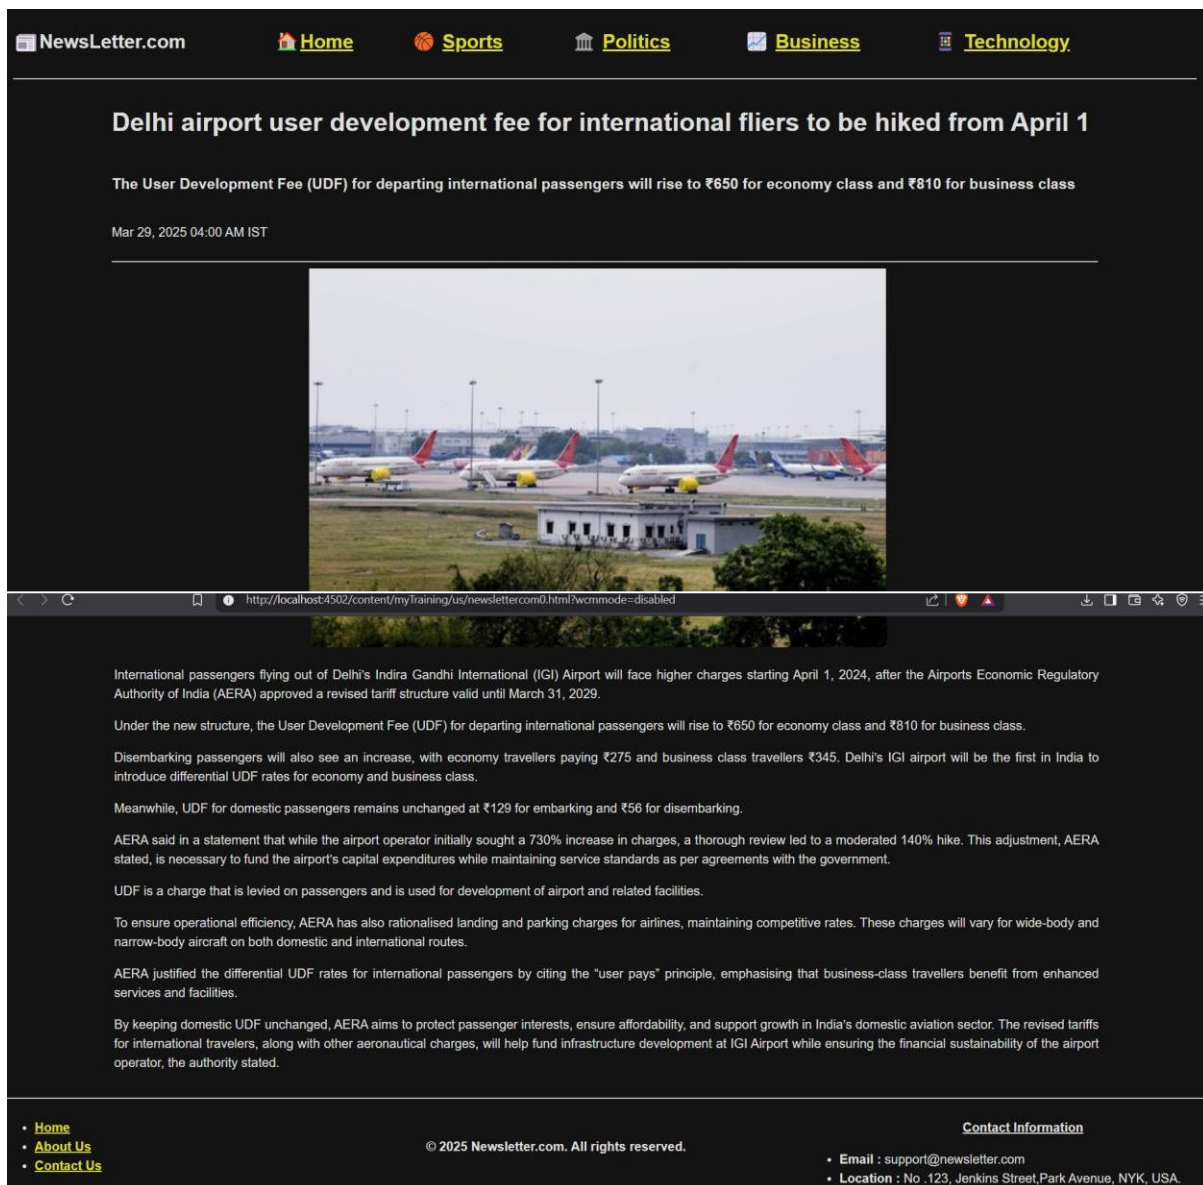 NewsLetter.com Home Sports Politics Business Technology
Delhi airport user development fee for international fliers to be hiked from April 1
The User Development Fee (UDF) for departing international passengers will rise to ₹650 for economy class and ₹810 for business class
Mar 29, 2025 04:00 AM IST
http://localhost:4502/content/myTraining/us/newslettercom0.html?wcmmode=disabled
International passengers flying out of Delhi's Indira Gandhi International (IGI) Airport will face higher charges starting April 1, 2024, after the Airports Economic Regulatory
Authority of India (AERA) approved a revised tariff structure valid until March 31, 2029.
Under the new structure, the User Development Fee (UDF) for departing international passengers will rise to ₹650 for economy class and ₹810 for business class.
Disembarking passengers will also see an increase, with economy travellers paying ₹275 and business class travellers ₹345. Delhi's IGI airport will be the first in India to
introduce differential UDF rates for economy and business class.
Meanwhile, UDF for domestic passengers remains unchanged at ₹129 for embarking and ₹56 for disembarking.
AERA said in a statement that while the airport operator initially sought a 730% increase in charges, a thorough review led to a moderated 140% hike. This adjustment, AERA
stated, is necessary to fund the airport's capital expenditures while maintaining service standards as per agreements with the government.
UDF is a charge that is levied on passengers and is used for development of airport and related facilities.
To ensure operational efficiency, AERA has also rationalised landing and parking charges for airlines, maintaining competitive rates. These charges will vary for wide-body and
narrow-body aircraft on both domestic and international routes.
AERA justified the differential UDF rates for international passengers by citing the “user pays” principle, emphasising that business-class travellers benefit from enhanced
services and facilities.
By keeping domestic UDF unchanged, AERA aims to protect passenger interests, ensure affordability, and support growth in India's domestic aviation sector. The revised tariffs
for international travelers, along with other aeronautical charges, will help fund infrastructure development at IGI Airport while ensuring the financial sustainability of the airport
operator, the authority stated.
• Home
• About Us
• Contact Us
© 2025 Newsletter.com. All rights reserved.
Contact Information
• Email : support@newsletter.com
• Location : No .123, Jenkins Street,Park Avenue, NYK, USA.